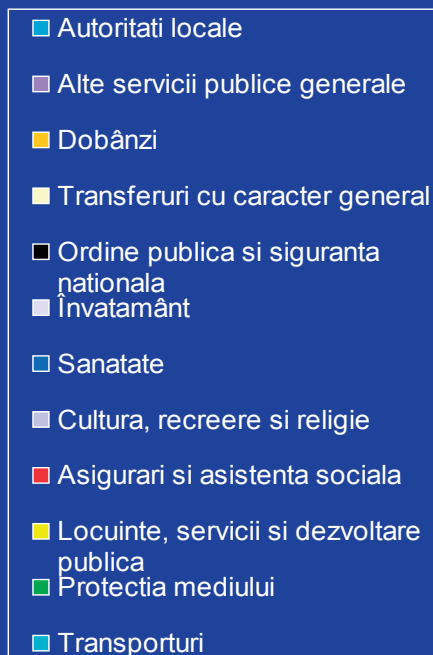 Autoritati locale
Alte servicii publice generale
Dobânzi
Transferuri cu caracter general
Ordine publica si siguranta
nationala
Învatamânt
Sanatate
Cultura, recreere si religie
Asigurari si asistenta sociala
Locuinte, servicii si dezvoltare
publica
Protectia mediului
Transporturi